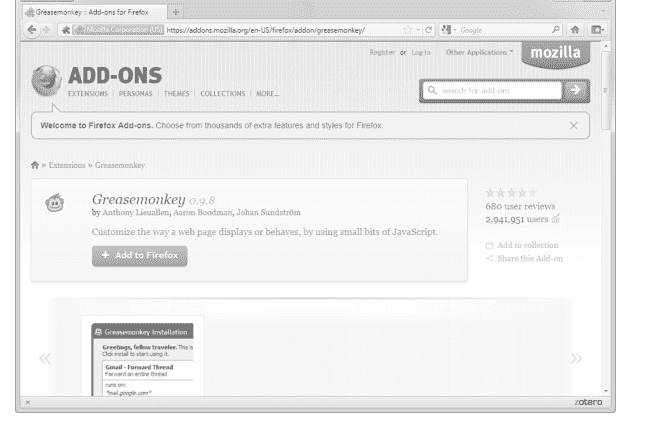 Greasemonkey :: Add-ons for Firefox
Mozilla Corporation (US) https://addons.mozilla.org/en-US/firefox/addon/greasemonkey/
Google
Register or Log in Other Applications mozilla
ADD-ONS
EXTENSIONS | PERSONAS | THEMES | COLLECTIONS | MORE...
search for add-ons
Welcome to Firefox Add-ons. Choose from thousands of extra features and styles for Firefox.
» Extensions » Greasemonkey
Greasemonkey 0.9.8
by Anthony Lieuallen, Aaron Boodman, Johan Sundström
Customize the way a web page displays or behaves, by using small bits of JavaScript.
+ Add to Firefox
680 user reviews
2,941,951 users
Add to collection
Share this Add-on
Greasemonkey Installation
Greetings, fellow traveler. This is
Click install to start using it.
Gmail - Forward Thread
Forward an entire thread
runs on:
"mail.google.com"
zotero